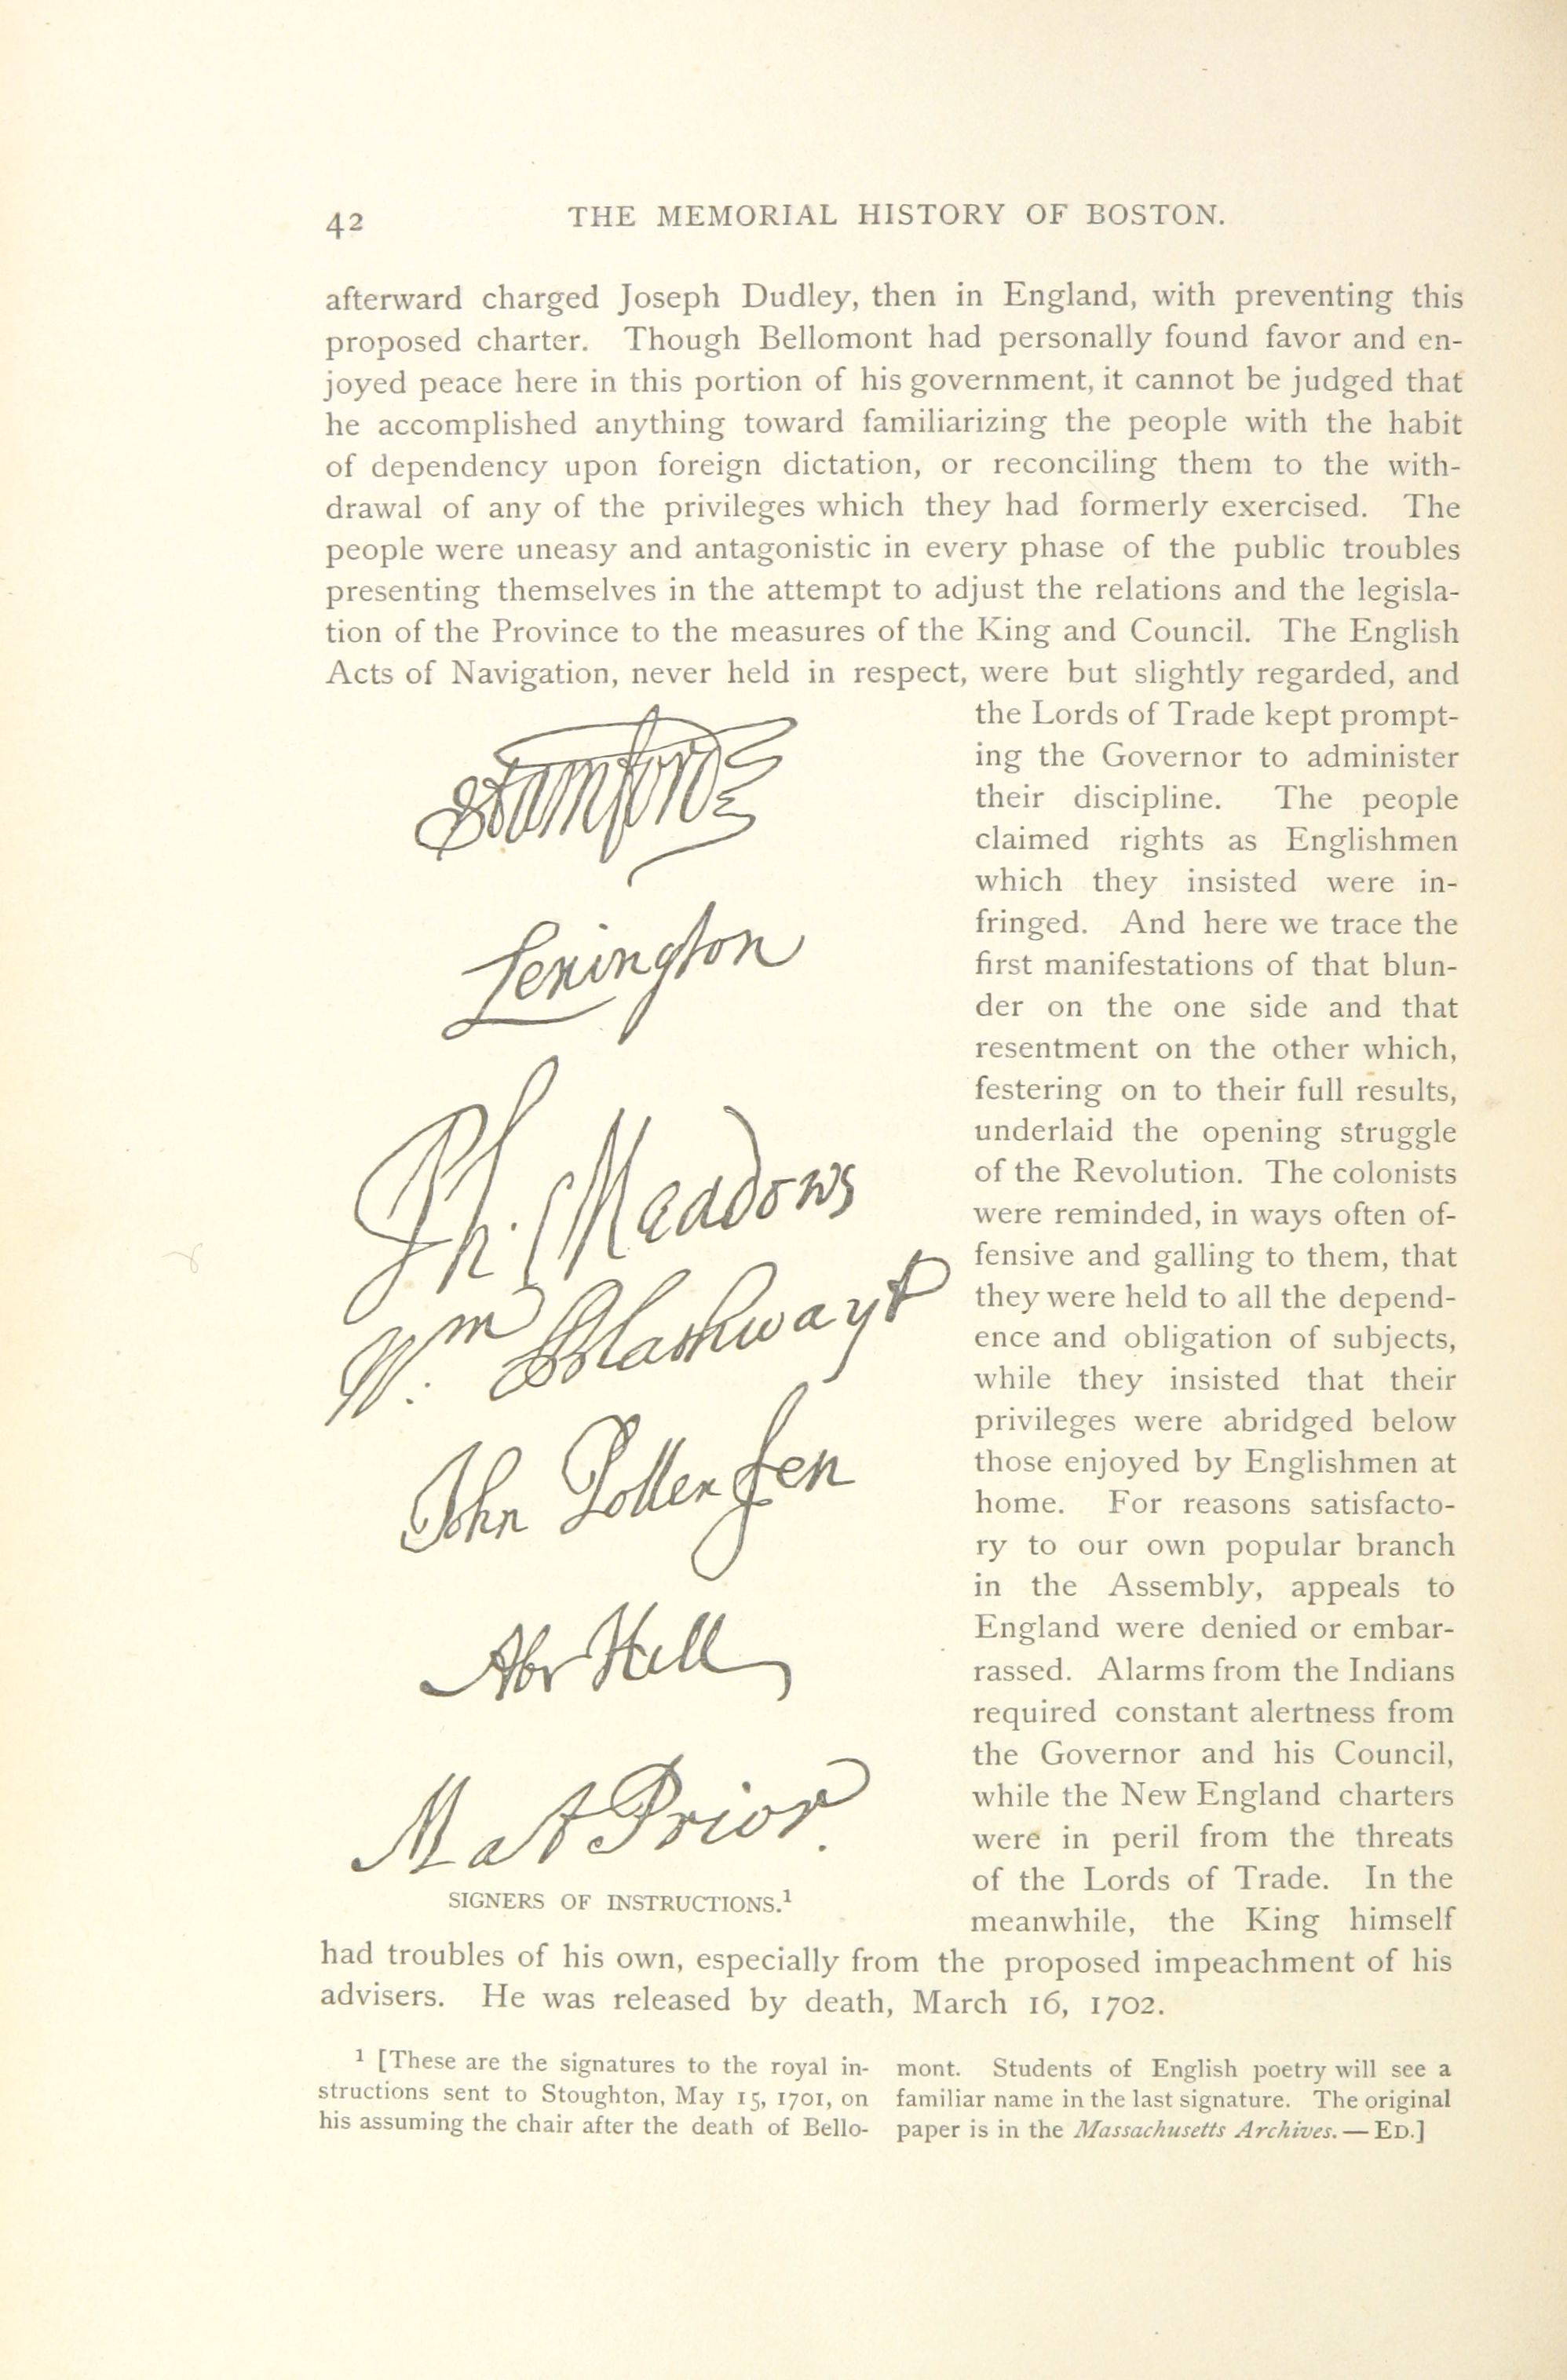 42
THE MEMORIAL HISTORY OF BOSTON.
afterward charged Joseph Dudley, then in England, with preventing this
proposed charter. Though Bellomont had personally found favor and en-
joyed peace here in this portion of his government, it cannot be judged that
he accomplished anything toward familiarizing the people with the habit
of dependency upon foreign dictation, or reconciling them to the with-
drawal of any of the privileges which they had formerly exercised. The
people were uneasy and antagonistic in every phase of the public troubles
presenting themselves in the attempt to adjust the relations and the legisla-
tion of the Province to the measures of the King and Council. The English
Acts of Navigation, never held in respect, were but slightly regarded, and
Stamford
Lexington
Ph: Meadows
Wm. Blathwayt
John Pollexfen
Abr Hill
Mat Prior.
SIGNERS OF INSTRUCTIONS.¹
the Lords of Trade kept prompt-
ing the Governor to administer
their discipline. The people
claimed rights as Englishmen
which they insisted were in-
fringed. And here we trace the
first manifestations of that blun-
der on the one side and that
resentment on the other which,
festering on to their full results,
underlaid the opening struggle
of the Revolution. The colonists
were reminded, in ways often of-
fensive and galling to them, that
they were held to all the depend-
ence and obligation of subjects,
while they insisted that their
privileges were abridged below
those enjoyed by Englishmen at
home. For reasons satisfacto-
ry to our own popular branch
in the Assembly, appeals to
England were denied or embar-
rassed. Alarms from the Indians
required constant alertness from
the Governor and his Council,
while the New England charters
were in peril from the threats
of the Lords of Trade. In the
meanwhile, the King himself
had troubles of his own, especially from the proposed impeachment of his
advisers. He was released by death, March 16, 1702.
¹ [These are the signatures to the royal in-
structions sent to Stoughton, May 15, 1701, on
his assuming the chair after the death of Bello-
mont. Students of English poetry will see a
familiar name in the last signature. The original
paper is in the Massachusetts Archives. — ED.]